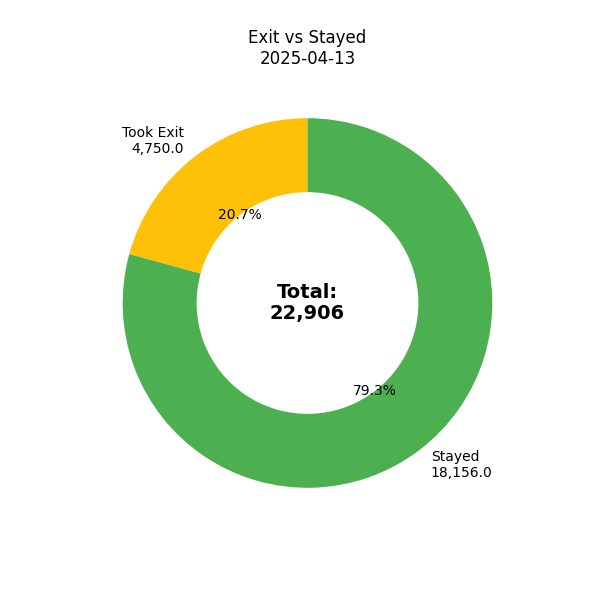 Exit vs Stayed
2025-04-13
Took Exit
4,750.0
20.7%
Total:
22,906
79.3%
Stayed
18,156.0